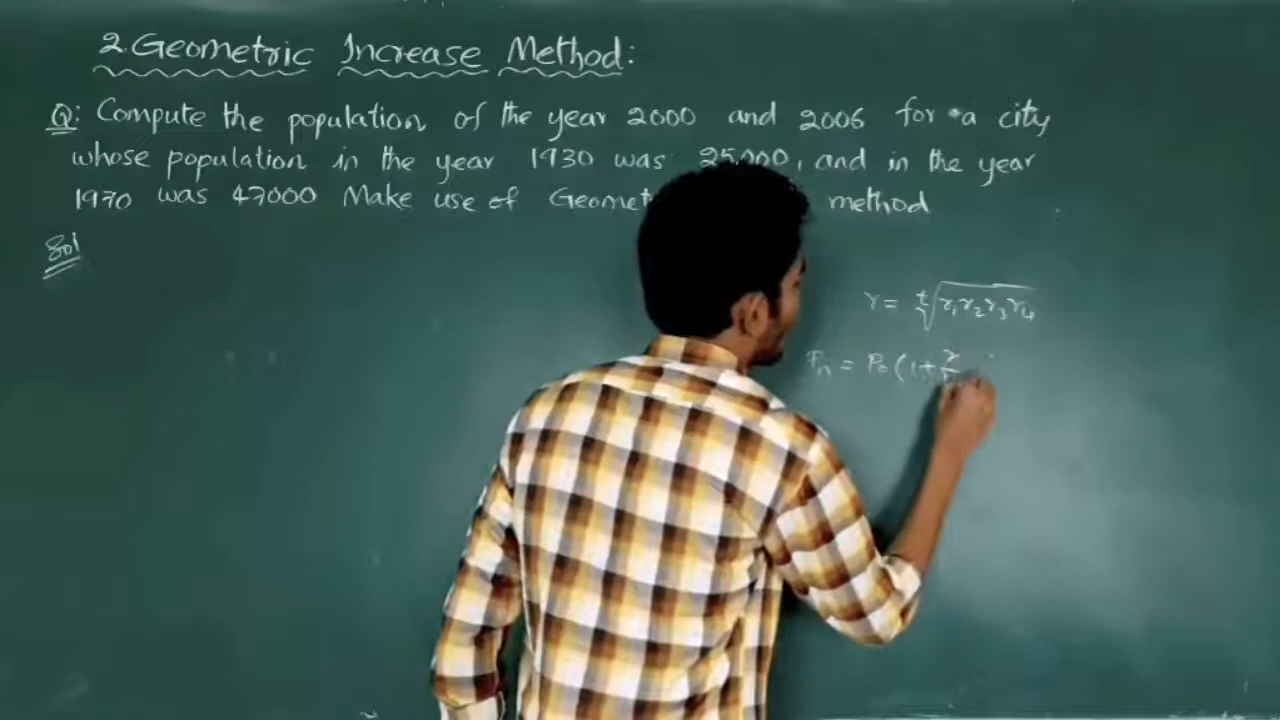 2. Geometric Increase Method:
Q: Compute the population of the year 2000 and 2006 for a city
whose population in the year 1930 was 25000, and in the year
1970 was 47000 Make use of Geomet method
Sol
r = ᵗ√r₁r₂r₃r₄
Pₙ = P₀(1+ r